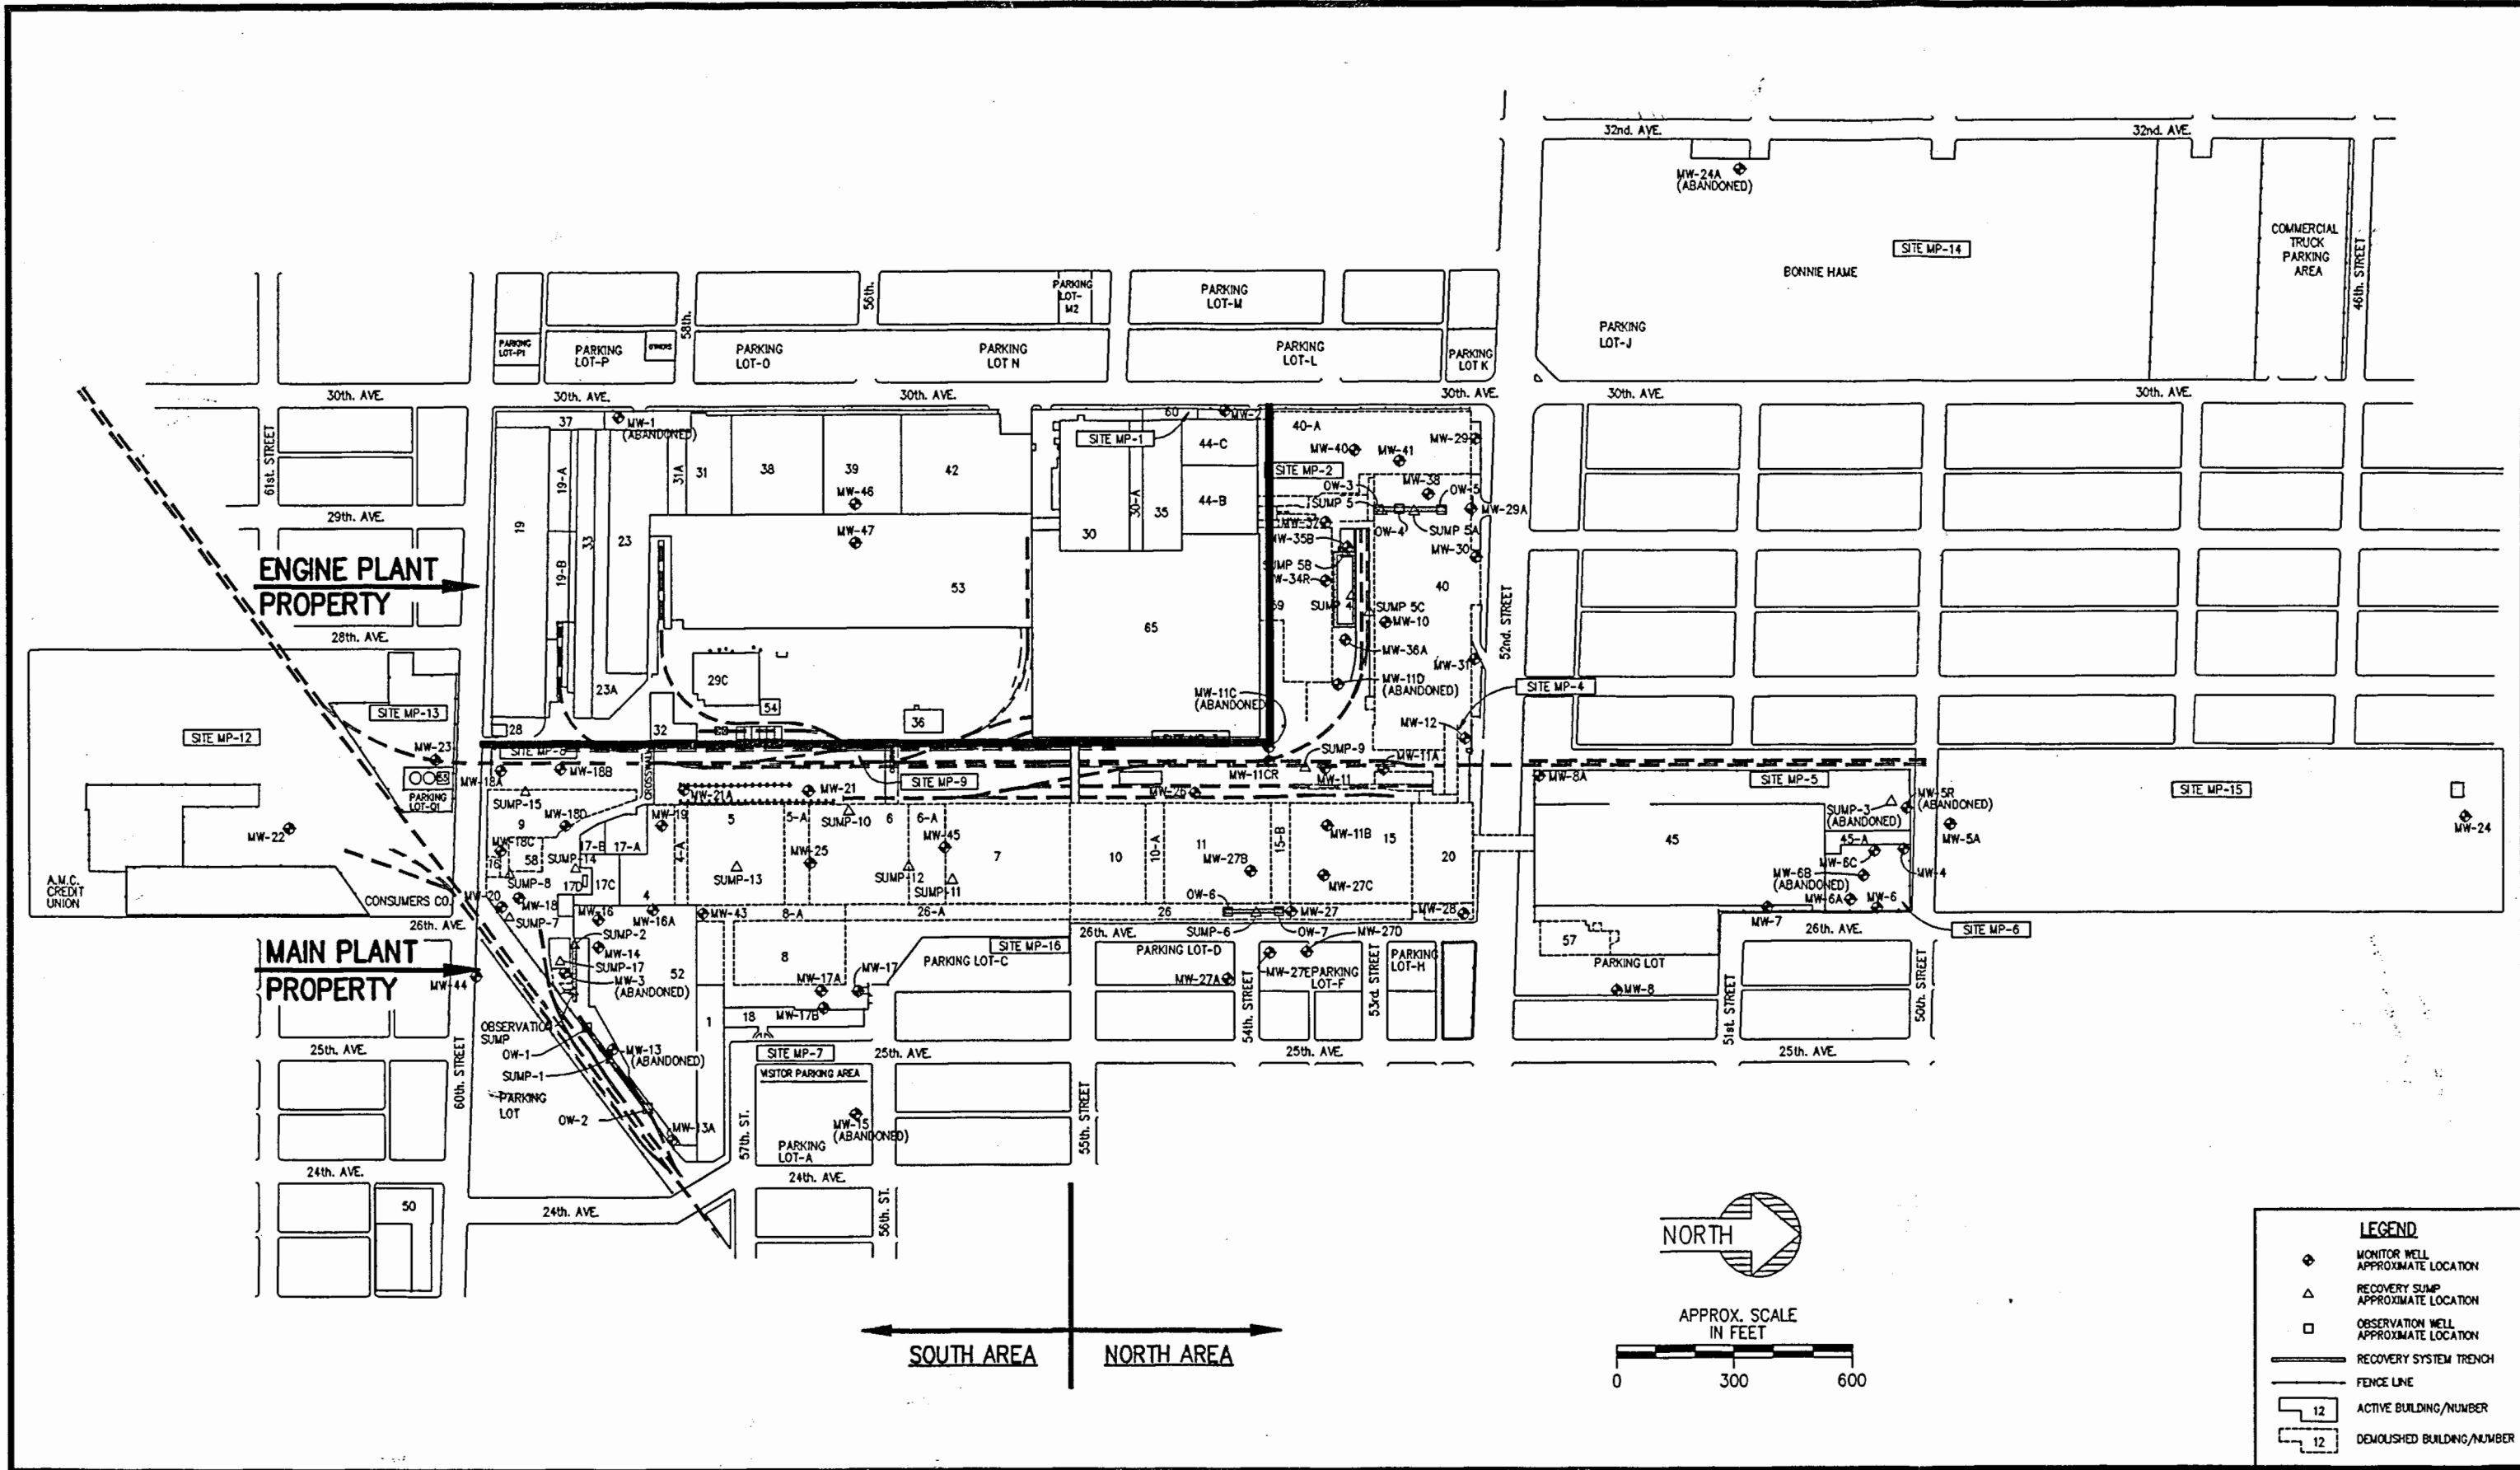 32nd. AVE.
32nd. AVE.
MW-24A
(ABANDONED)
SITE MP-14
BONNIE HAME
COMMERCIAL
TRUCK
PARKING
AREA
46th. STREET
PARKING
LOT-J
PARKING
LOT-
M2
PARKING
LOT-M
56th.
58th.
PARKING
LOT-P1
PARKING
LOT-P
OTHERS
PARKING
LOT-O
PARKING
LOT N
PARKING
LOT-L
PARKING
LOT K
30th. AVE.
30th. AVE.
30th. AVE.
30th. AVE.
30th. AVE.
30th. AVE.
61st. STREET
37
MW-1
(ABANDONED)
60
SITE MP-1
40-A
MW-40
MW-41
MW-29
44-C
SITE MP-2
19-A
31A
31
38
39
42
MW-46
30-A
35
44-B
OW-3
MW-38
OW-5
SUMP 5
MW-29A
OW-4
SUMP 5A
29th. AVE.
19
33
23
MW-47
30
MW-35B
MW-30
ENGINE PLANT
PROPERTY
19-B
53
SUMP 5B
SUMP 4
SUMP 5C
40
MW-10
65
52nd. STREET
28th. AVE.
MW-36A
MW-31
23A
29C
54
36
32
28
MW-11C
(ABANDONED)
MW-11D
(ABANDONED)
SITE MP-4
MW-12
SITE MP-13
SITE MP-12
MW-23
MW-18A
MW-18B
CROSSWALK
SITE MP-9
SUMP-9
MW-11A
MW-11CR
MW-11
MW-8A
SITE MP-5
SITE MP-15
PARKING
LOT-Q1
SUMP-15
MW-21A
MW-21
MW-26
SUMP-3
(ABANDONED)
MW-5R
(ABANDONED)
MW-5A
MW-24
MW-22
9
MW-18D
MW-18C
MW-19
5
5-A
SUMP-10
6
6-A
MW-45
7
10
10-A
11
15-B
MW-11B
15
20
45
45-A
16
58
17-B
17-A
4-A
SUMP-14
MW-25
MW-27B
MW-27C
MW-6C
MW-4
SUMP-8
17D
17C
4
SUMP-13
SUMP-12
SUMP-11
MW-6B
(ABANDONED)
A.M.C.
CREDIT
UNION
CONSUMERS CO.
MW-20
MW-18
SUMP-7
MW-16
MW-16A
MW-43
8-A
26-A
26
OW-6
MW-27
MW-28
MW-6A
MW-6
MW-7
26th. AVE.
SUMP-2
SUMP-6
OW-7
MW-27D
26th. AVE.
26th. AVE.
SITE MP-6
MAIN PLANT
PROPERTY
MW-44
MW-14
SUMP-17
MW-3
(ABANDONED)
52
8
SITE MP-16
PARKING LOT-C
PARKING LOT-D
MW-17A
MW-17
MW-27A
MW-27E
PARKING
LOT-F
PARKING
LOT-H
57
PARKING LOT
MW-8
OBSERVATION
SUMP
OW-1
1
18
MW-17B
54th. STREET
53rd. STREET
51st. STREET
50th. STREET
25th. AVE.
MW-13
(ABANDONED)
SITE MP-7
25th. AVE.
25th. AVE.
25th. AVE.
SUMP-1
VISITOR PARKING AREA
60th. STREET
PARKING
LOT
OW-2
MW-13A
57th. ST.
MW-15
(ABANDONED)
PARKING
LOT-A
55th. STREET
24th. AVE.
24th. AVE.
50
24th. AVE.
56th. ST.
SOUTH AREA
NORTH AREA
NORTH
APPROX. SCALE
IN FEET
0 300 600
LEGEND
MONITOR WELL
APPROXIMATE LOCATION
RECOVERY SUMP
APPROXIMATE LOCATION
OBSERVATION WELL
APPROXIMATE LOCATION
RECOVERY SYSTEM TRENCH
FENCE LINE
12 ACTIVE BUILDING/NUMBER
12 DEMOLISHED BUILDING/NUMBER